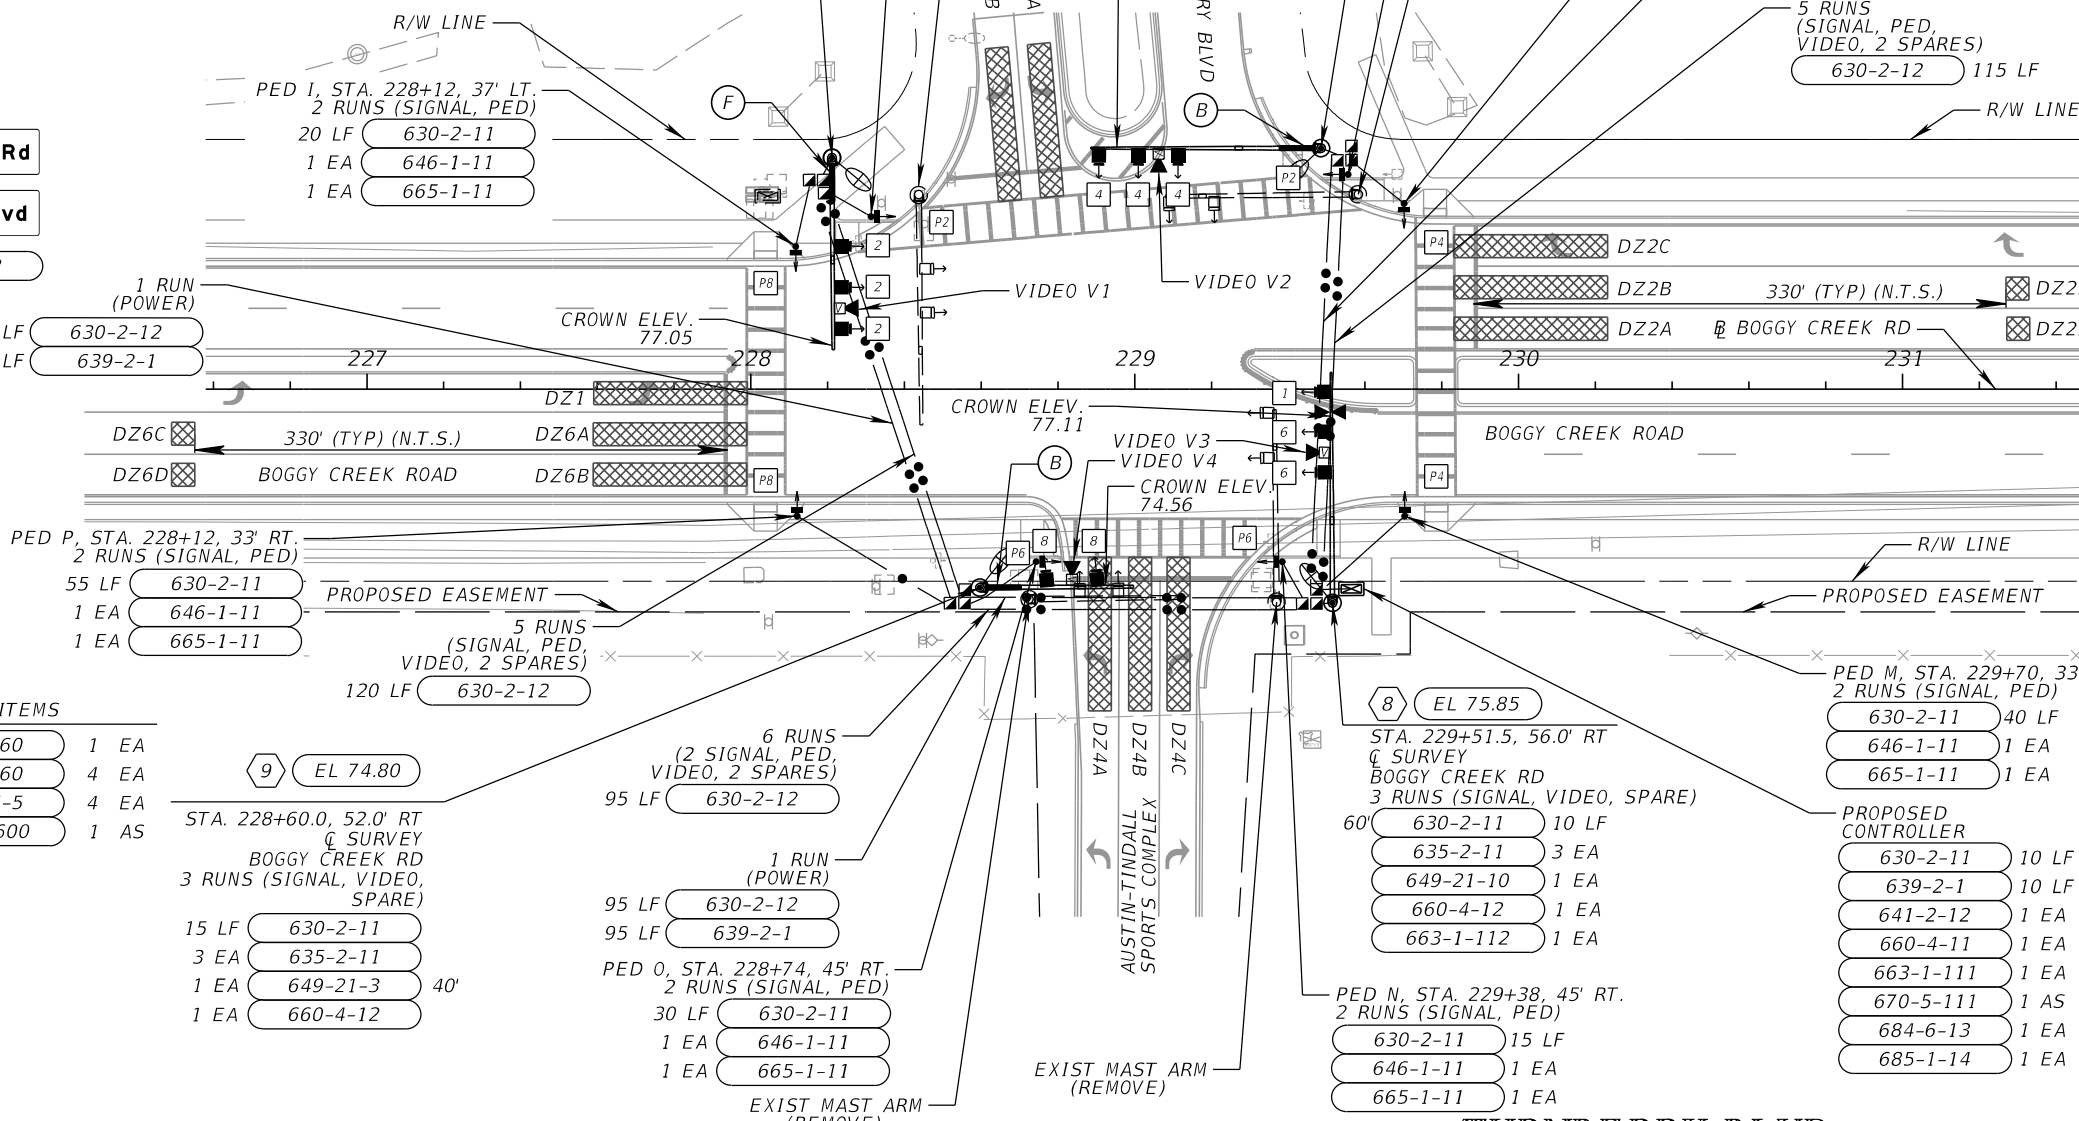 R/W LINE
PED I, STA. 228+12, 37' LT.
2 RUNS (SIGNAL, PED)
20 LF 630-2-11
1 EA 646-1-11
1 EA 665-1-11
Rd
vd
1 RUN
(POWER)
LF 630-2-12
LF 639-2-1
F
B
A
RY BLVD
B
5 RUNS
(SIGNAL, PED,
VIDEO, 2 SPARES)
630-2-12 115 LF
R/W LINE
P2
4 4 4
P2
2
2
2
VIDEO V1
VIDEO V2
CROWN ELEV.
77.05
P8
P4
DZ2C
DZ2B
DZ2A
330' (TYP) (N.T.S.)
DZ2
DZ2
BOGGY CREEK RD
227 228 229 230 231
DZ1
DZ6C
330' (TYP) (N.T.S.)
DZ6A
DZ6D
BOGGY CREEK ROAD
DZ6B
P8
CROWN ELEV.
77.11
VIDEO V3
VIDEO V4
B
CROWN ELEV.
74.56
1
6
6
BOGGY CREEK ROAD
P4
PED P, STA. 228+12, 33' RT.
2 RUNS (SIGNAL, PED)
55 LF 630-2-11
1 EA 646-1-11
1 EA 665-1-11
PROPOSED EASEMENT
5 RUNS
(SIGNAL, PED,
VIDEO, 2 SPARES)
120 LF 630-2-12
P6
8
8
P6
R/W LINE
PROPOSED EASEMENT
ITEMS
60 1 EA
60 4 EA
-5 4 EA
600 1 AS
9 EL 74.80
STA. 228+60.0, 52.0' RT
℄ SURVEY
BOGGY CREEK RD
3 RUNS (SIGNAL, VIDEO,
SPARE)
15 LF 630-2-11
3 EA 635-2-11
1 EA 649-21-3 40'
1 EA 660-4-12
6 RUNS
(2 SIGNAL, PED,
VIDEO, 2 SPARES)
95 LF 630-2-12
1 RUN
(POWER)
95 LF 630-2-12
95 LF 639-2-1
PED O, STA. 228+74, 45' RT.
2 RUNS (SIGNAL, PED)
30 LF 630-2-11
1 EA 646-1-11
1 EA 665-1-11
EXIST MAST ARM
(REMOVE)
DZ4A
DZ4B
DZ4C
AUSTIN-TINDALL
SPORTS COMPLEX
EXIST MAST ARM
(REMOVE)
8 EL 75.85
STA. 229+51.5, 56.0' RT
℄ SURVEY
BOGGY CREEK RD
3 RUNS (SIGNAL, VIDEO, SPARE)
60' 630-2-11 10 LF
635-2-11 3 EA
649-21-10 1 EA
660-4-12 1 EA
663-1-112 1 EA
PED N, STA. 229+38, 45' RT.
2 RUNS (SIGNAL, PED)
630-2-11 15 LF
646-1-11 1 EA
665-1-11 1 EA
PED M, STA. 229+70, 33
2 RUNS (SIGNAL, PED)
630-2-11 40 LF
646-1-11 1 EA
665-1-11 1 EA
PROPOSED
CONTROLLER
630-2-11 10 LF
639-2-1 10 LF
641-2-12 1 EA
660-4-11 1 EA
663-1-111 1 EA
670-5-111 1 AS
684-6-13 1 EA
685-1-14 1 EA